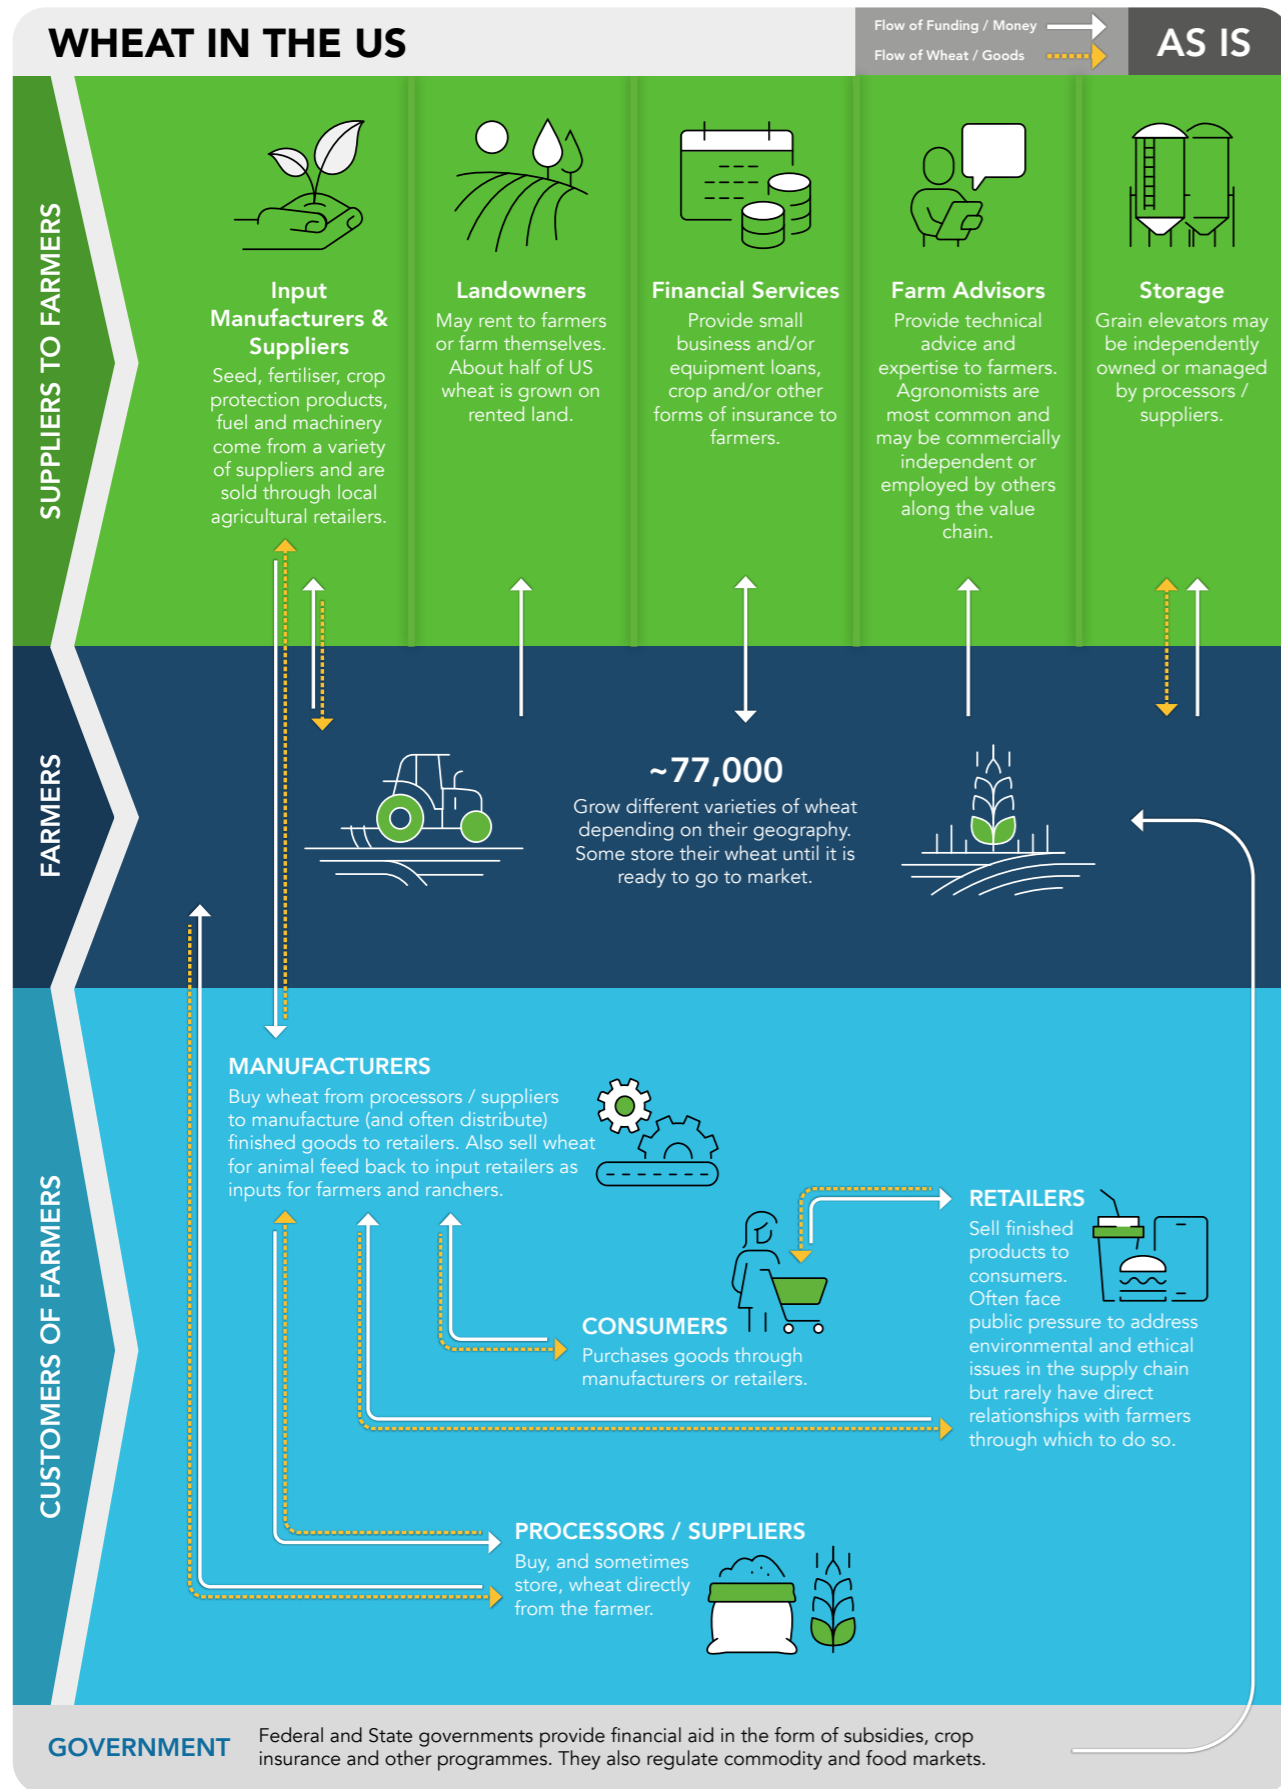 WHEAT IN THE US
Flow of Funding / Money
Flow of Wheat / Goods
AS IS
SUPPLIERS TO FARMERS
Input
Manufacturers &
Suppliers
Seed, fertiliser, crop
protection products,
fuel and machinery
come from a variety
of suppliers and are
sold through local
agricultural retailers.
Landowners
May rent to farmers
or farm themselves.
About half of US
wheat is grown on
rented land.
Financial Services
Provide small
business and/or
equipment loans,
crop and/or other
forms of insurance to
farmers.
Farm Advisors
Provide technical
advice and
expertise to farmers.
Agronomists are
most common and
may be commercially
independent or
employed by others
along the value
chain.
Storage
Grain elevators may
be independently
owned or managed
by processors /
suppliers.
FARMERS
~77,000
Grow different varieties of wheat
depending on their geography.
Some store their wheat until it is
ready to go to market.
CUSTOMERS OF FARMERS
MANUFACTURERS
Buy wheat from processors / suppliers
to manufacture (and often distribute)
finished goods to retailers. Also sell wheat
for animal feed back to input retailers as
inputs for farmers and ranchers.
RETAILERS
Sell finished
products to
consumers.
Often face
public pressure to address
environmental and ethical
issues in the supply chain
but rarely have direct
relationships with farmers
through which to do so.
CONSUMERS
Purchases goods through
manufacturers or retailers.
PROCESSORS / SUPPLIERS
Buy, and sometimes
store, wheat directly
from the farmer.
GOVERNMENT
Federal and State governments provide financial aid in the form of subsidies, crop
insurance and other programmes. They also regulate commodity and food markets.